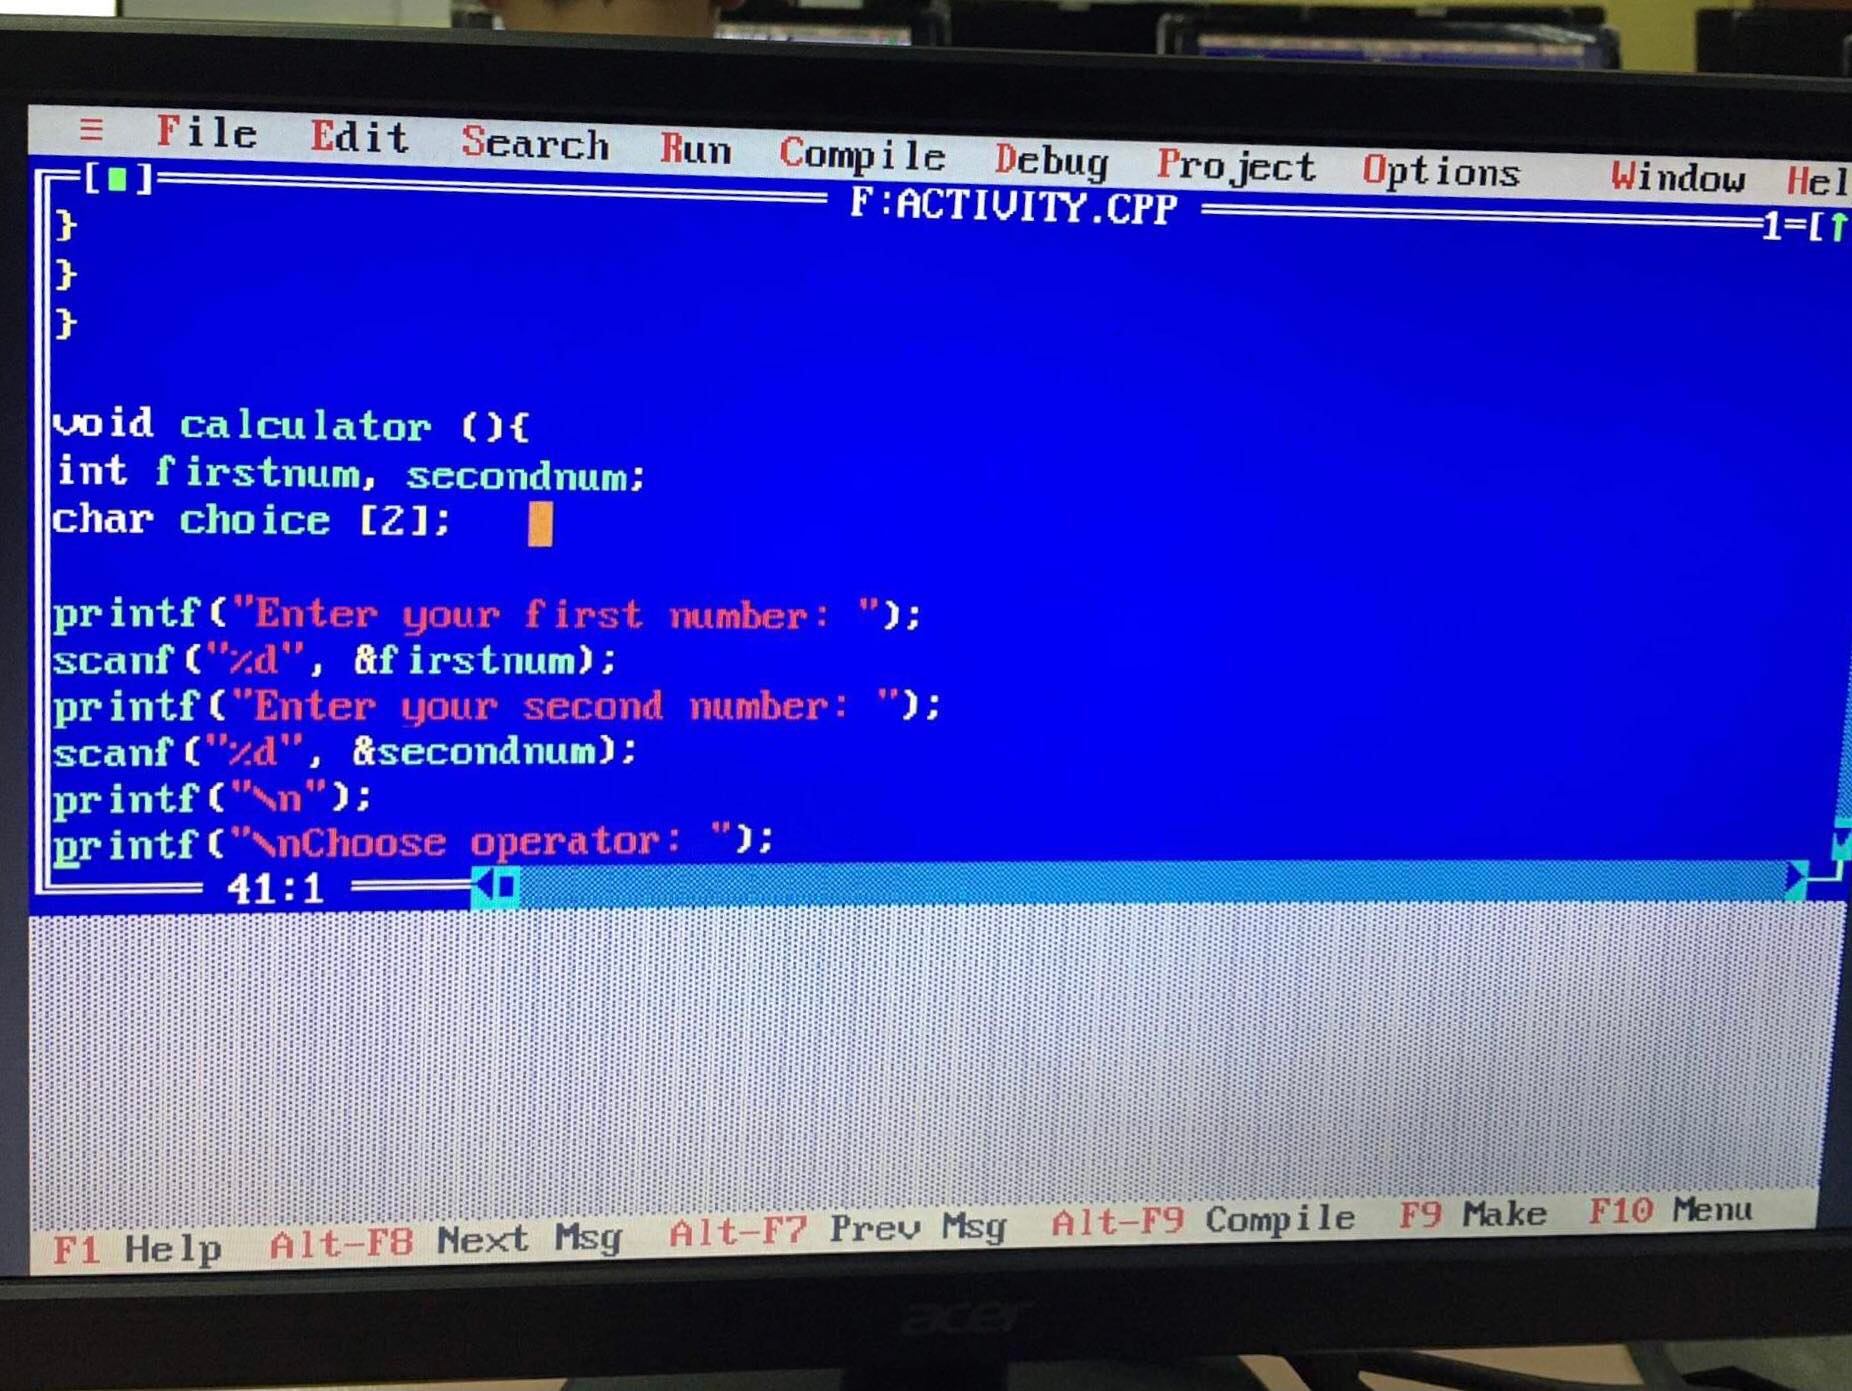 ≡ File Edit Search Run Compile Debug Project Options Window Hel
[■] F:ACTIVITY.CPP 1=[↑
}
}
}
void calculator (){
int firstnum, secondnum;
char choice [2];
printf("Enter your first number: ");
scanf("%d", &firstnum);
printf("Enter your second number: ");
scanf("%d", &secondnum);
printf("\n");
printf("\nChoose operator: ");
41:1
F1 Help Alt-F8 Next Msg Alt-F7 Prev Msg Alt-F9 Compile F9 Make F10 Menu
acer